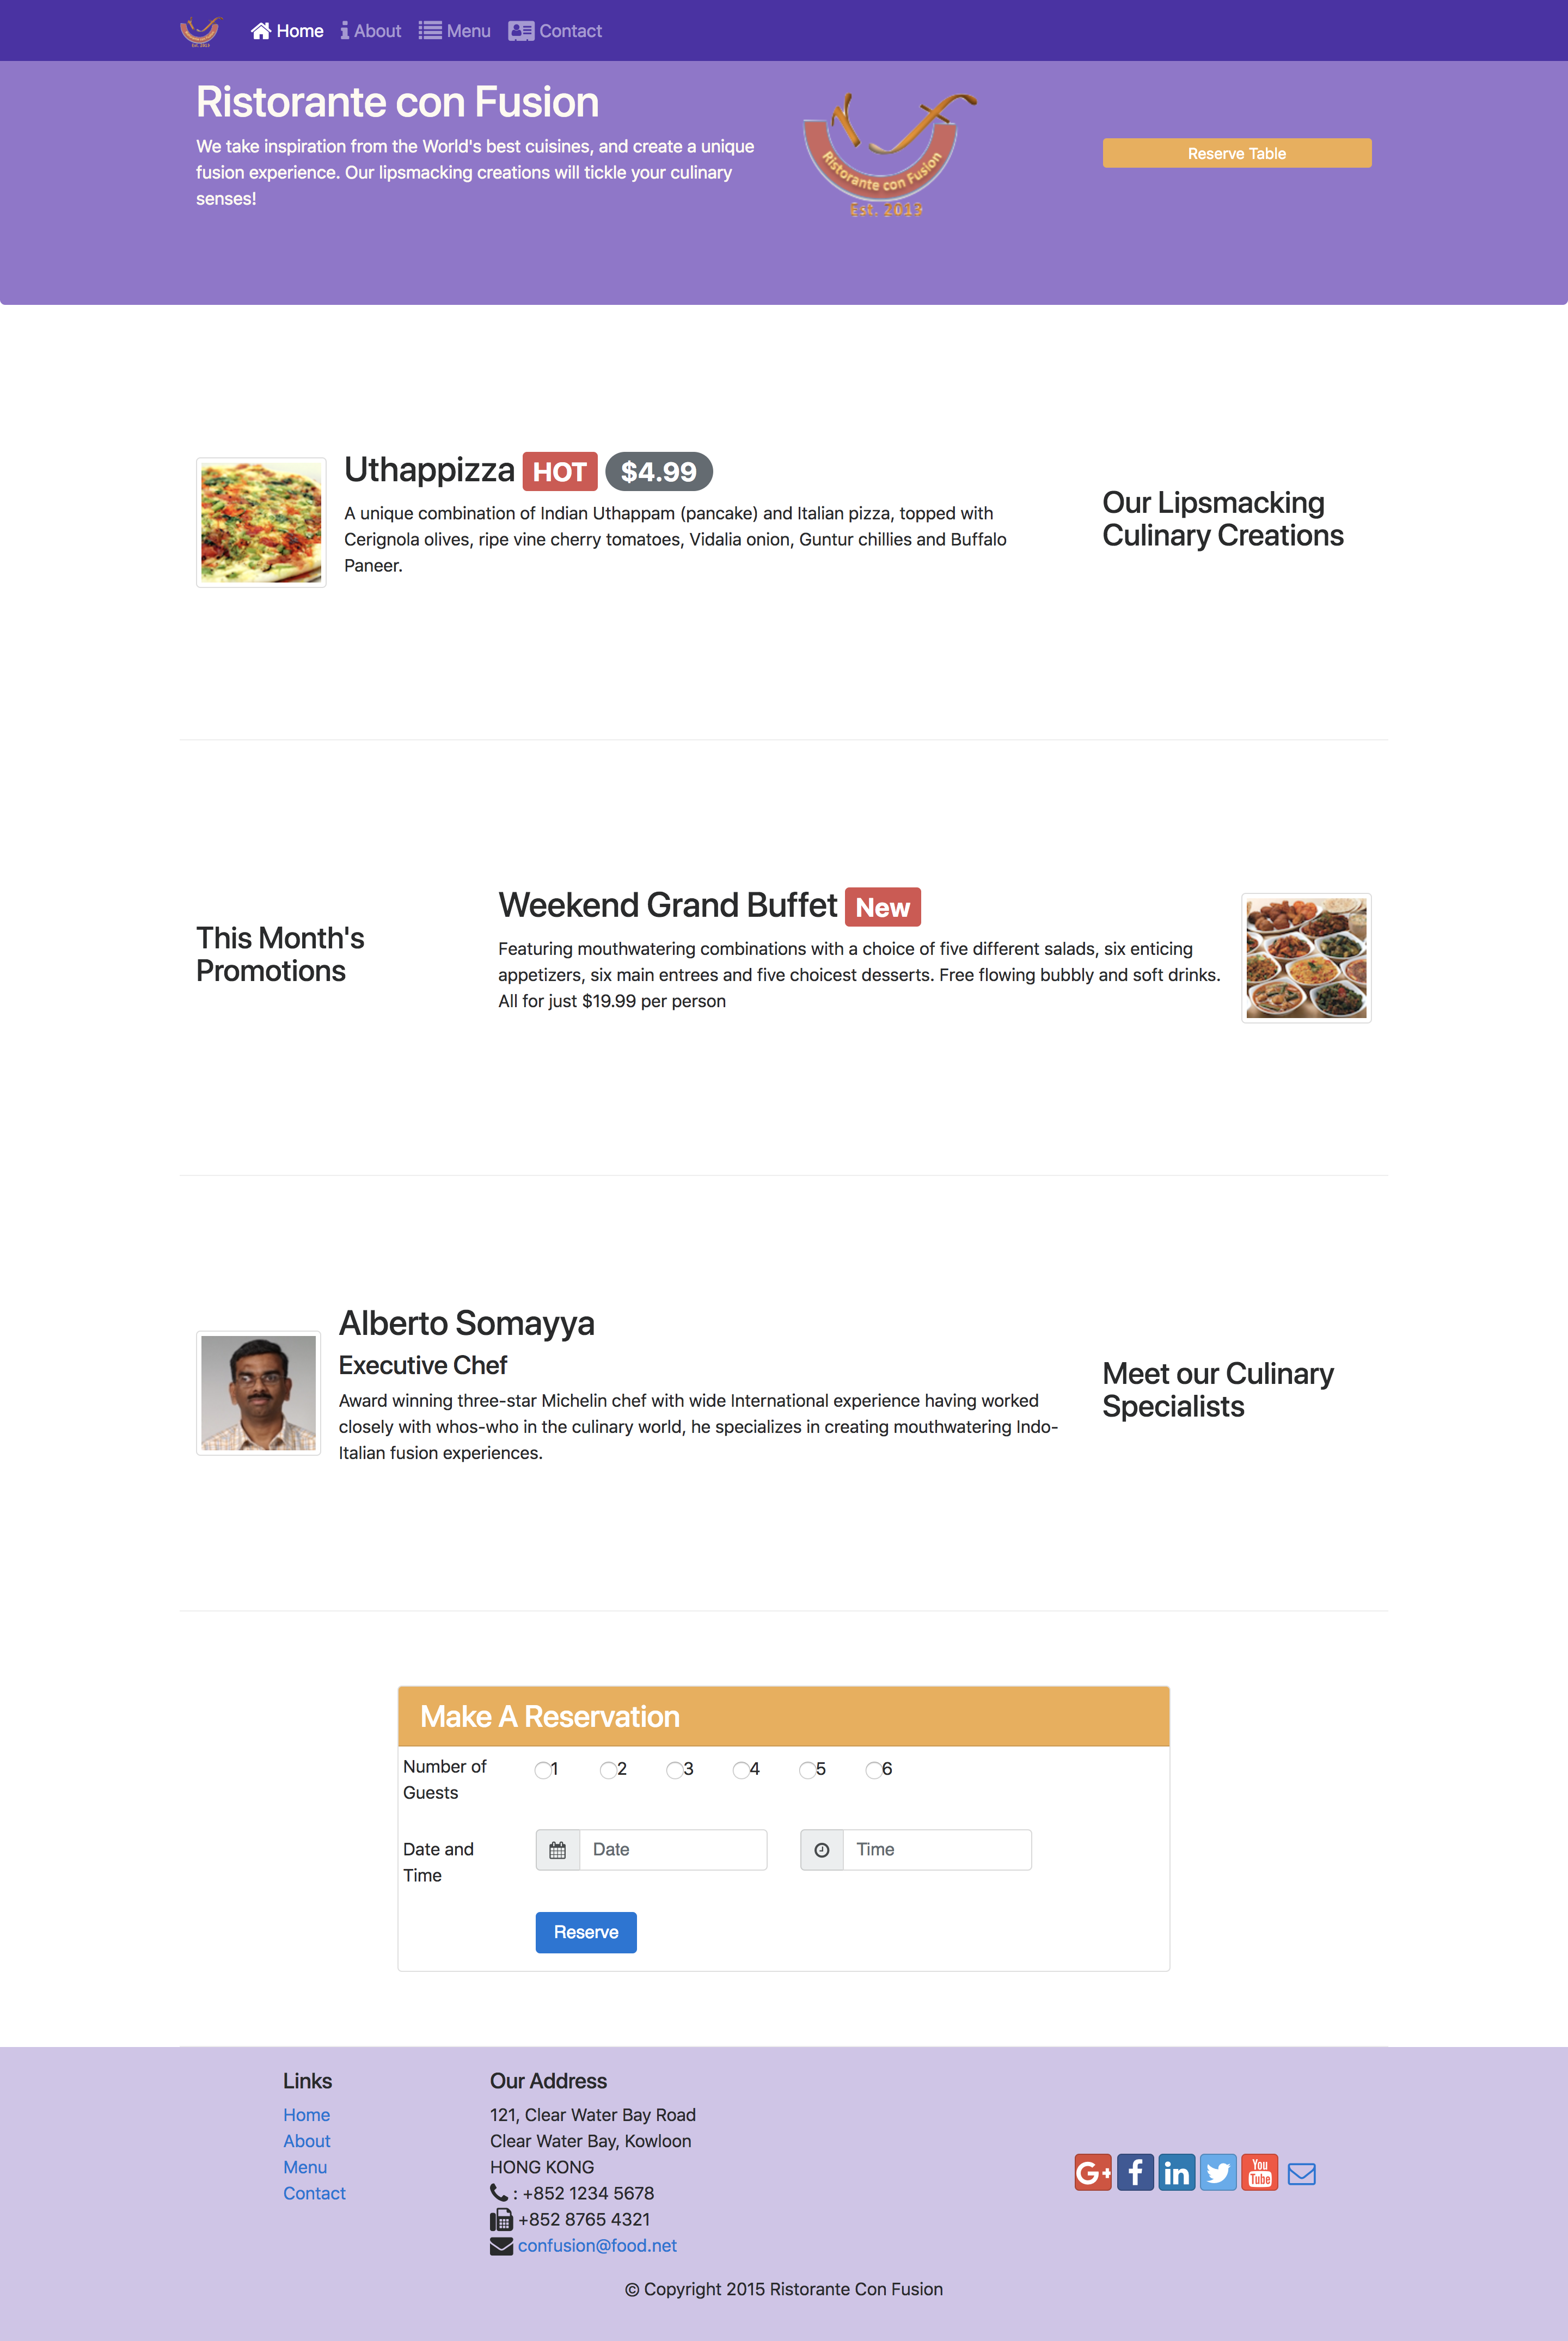 Home About Menu Contact
Ristorante con Fusion
We take inspiration from the World's best cuisines, and create a unique
fusion experience. Our lipsmacking creations will tickle your culinary
senses!
Ristorante con Fusion
Est. 2013
Reserve Table
Uthappizza HOT $4.99
A unique combination of Indian Uthappam (pancake) and Italian pizza, topped with
Cerignola olives, ripe vine cherry tomatoes, Vidalia onion, Guntur chillies and Buffalo
Paneer.
Our Lipsmacking
Culinary Creations
This Month's
Promotions
Weekend Grand Buffet New
Featuring mouthwatering combinations with a choice of five different salads, six enticing
appetizers, six main entrees and five choicest desserts. Free flowing bubbly and soft drinks.
All for just $19.99 per person
Alberto Somayya
Executive Chef
Award winning three-star Michelin chef with wide International experience having worked
closely with whos-who in the culinary world, he specializes in creating mouthwatering Indo-
Italian fusion experiences.
Meet our Culinary
Specialists
Make A Reservation
Number of
Guests
1 2 3 4 5 6
Date and
Time
Date
Time
Reserve
Links
Home
About
Menu
Contact
Our Address
121, Clear Water Bay Road
Clear Water Bay, Kowloon
HONG KONG
: +852 1234 5678
+852 8765 4321
confusion@food.net
G+ f in You Tube
© Copyright 2015 Ristorante Con Fusion